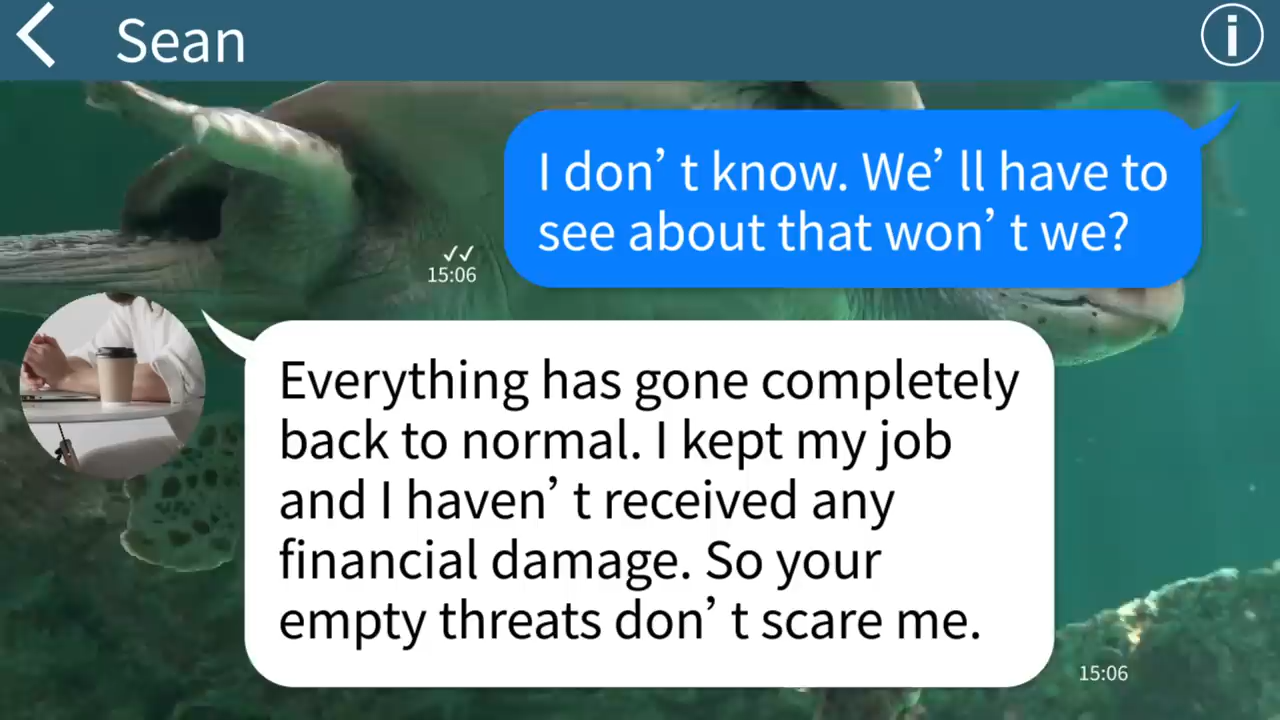 Sean
I don’t know. We’ll have to
see about that won’t we?
15:06
Everything has gone completely
back to normal. I kept my job
and I haven’t received any
financial damage. So your
empty threats don’t scare me.
15:06